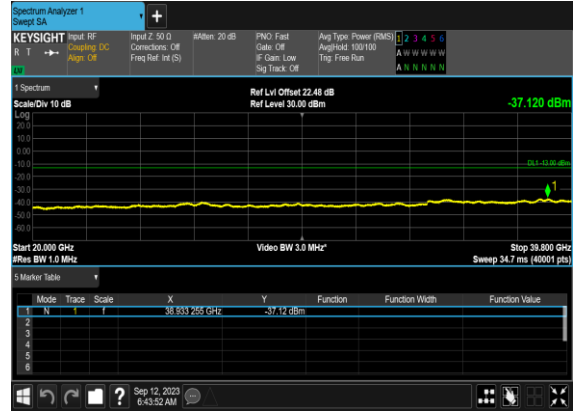 Spectrum Analyzer 1
Swept SA
+
KEYSIGHT Input: RF Input Z: 50 Ω #Atten: 20 dB PNO: Fast Avg Type: Power (RMS) 1 2 3 4 5 6
R T Coupling: DC Corrections: Off Gate: Off Avg|Hold: 100/100 A W W W W W
Align: Off Freq Ref: Int (S) IF Gain: Low Trig: Free Run
LW Sig Track: Off A N N N N N
1 Spectrum
Scale/Div 10 dB
Ref Lvl Offset 22.48 dB
Ref Level 30.00 dBm
-37.120 dBm
Log
20.0
10.0
0.00
-10.0
DL1 -13.00 dBm
-20.0
-30.0
1
-40.0
-50.0
-60.0
Start 20.000 GHz Video BW 3.0 MHz* Stop 39.800 GHz
#Res BW 1.0 MHz Sweep 34.7 ms (40001 pts)
5 Marker Table
Mode Trace Scale X Y Function Function Width Function Value
1 N 1 f 38.933 255 GHz -37.12 dBm
2
3
4
5
6
?
Sep 12, 2023
6:43:52 AM